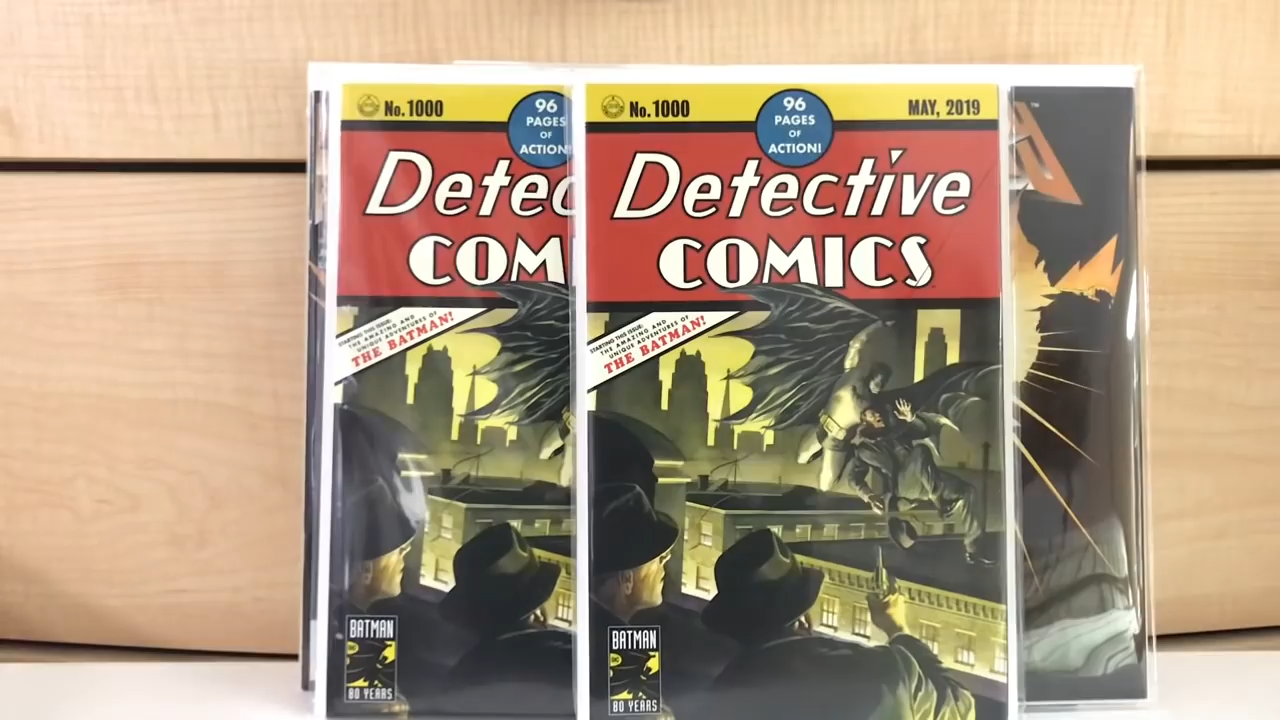 No. 1000
96
PAGES
OF
ACTION!
Detec
COM
STARTING THIS ISSUE:
THE AMAZING AND
UNIQUE ADVENTURES OF
THE BATMAN!
BATMAN
80 YEARS
No. 1000
96
PAGES
OF
ACTION!
MAY, 2019
Detective
COMICS
STARTING THIS ISSUE:
THE AMAZING AND
UNIQUE ADVENTURES OF
THE BATMAN!
BATMAN
80 YEARS